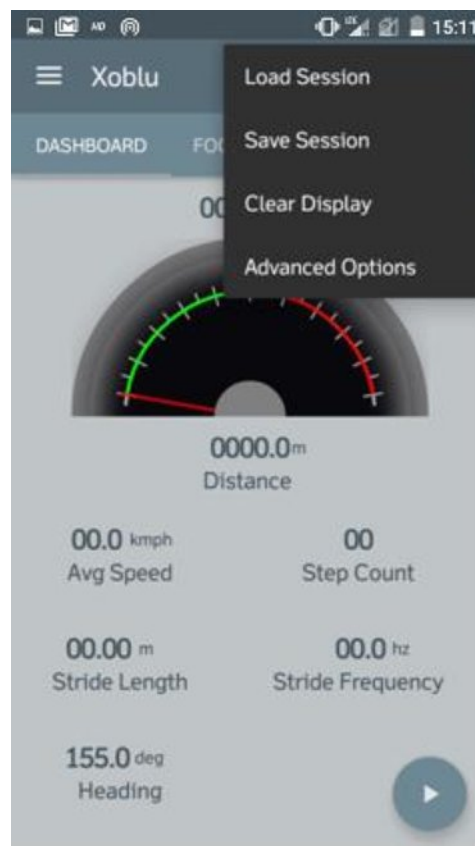 15:11
Xoblu
Load Session
DASHBOARD
Save Session
Clear Display
Advanced Options
0000.0 m
Distance
00.0 kmph
Avg Speed
00
Step Count
00.00 m
Stride Length
00.0 hz
Stride Frequency
155.0 deg
Heading